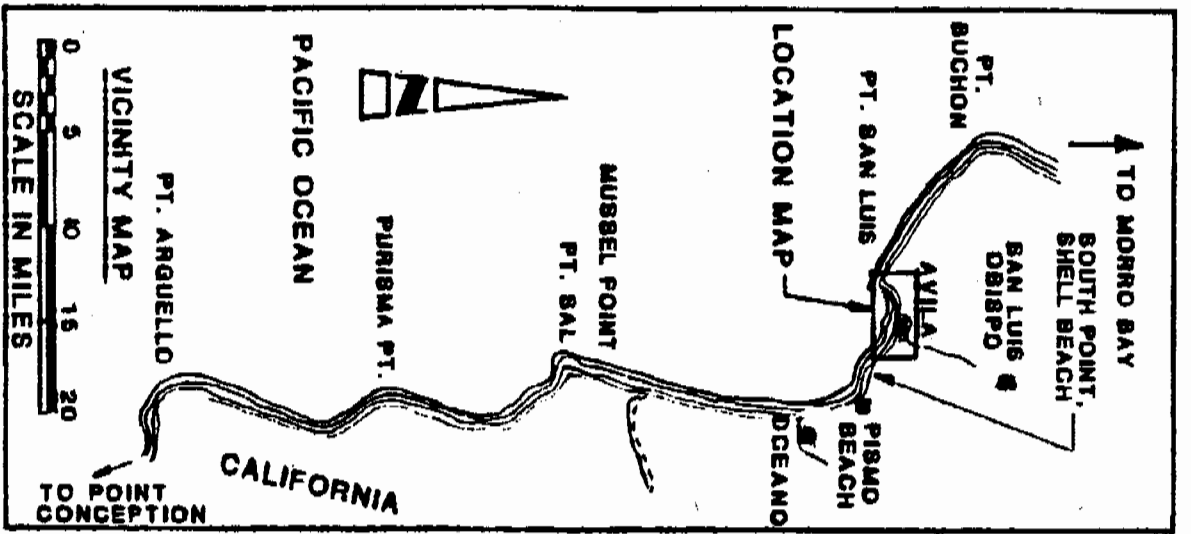 TO MORRO BAY
SOUTH POINT,
SHELL BEACH
SAN LUIS
OBISPO
AVILA
PT.
BUCHON
PT. SAN LUIS
LOCATION MAP
PISMO
BEACH
OCEANO
MUSSEL POINT
PT. SAL
PURISMA PT.
PT. ARGUELLO
PACIFIC OCEAN
N
CALIFORNIA
TO POINT
CONCEPTION
VICINITY MAP
0 5 10 15 20
SCALE IN MILES